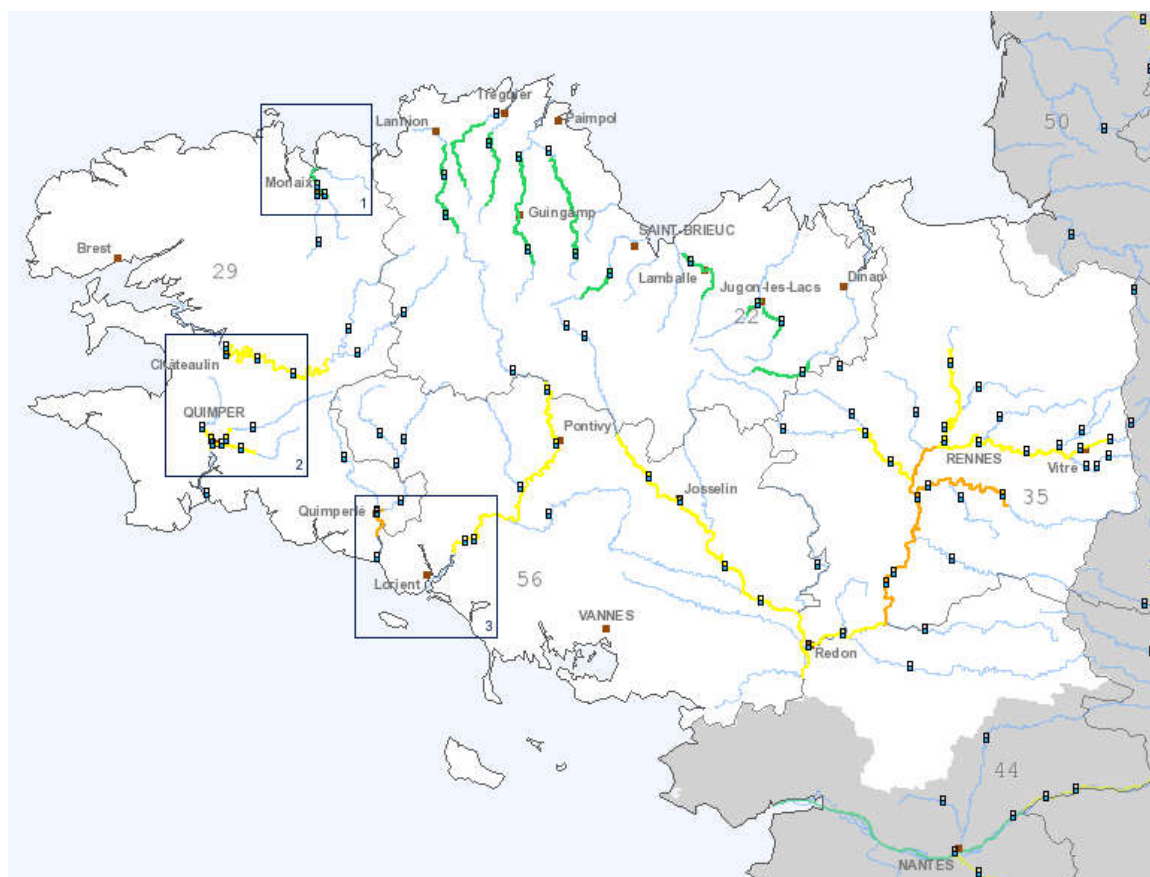 Tréguier
Lannion
Paimpol
50
Morlaix
1
Guingamp
SAINT-BRIEUC
Brest
29
Lamballe
Dinan
Jugon-les-Lacs
22
Châteaulin
QUIMPER
2
Pontivy
RENNES
Vitré
Josselin
35
Quimperlé
Lorient
56
3
VANNES
Redon
44
NANTES